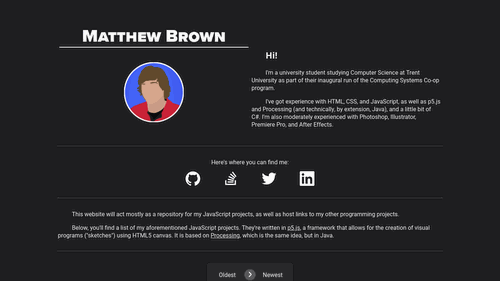 Matthew Brown
Hi!
I'm a university student studying Computer Science at Trent
University as part of their inaugural run of the Computing Systems Co-op
program.
I've got experience with HTML, CSS, and JavaScript, as well as p5.js
and Processing (and technically, by extension, Java), and a little bit of
C#. I'm also moderately experienced with Photoshop, Illustrator,
Premiere Pro, and After Effects.
Here's where you can find me:
This website will act mostly as a repository for my JavaScript projects, as well as host links to my other programming projects.
Below, you'll find a list of my aforementioned JavaScript projects. They're written in p5.js, a framework that allows for the creation of visual
programs ("sketches") using HTML5 canvas. It is based on Processing, which is the same idea, but in Java.
Oldest Newest